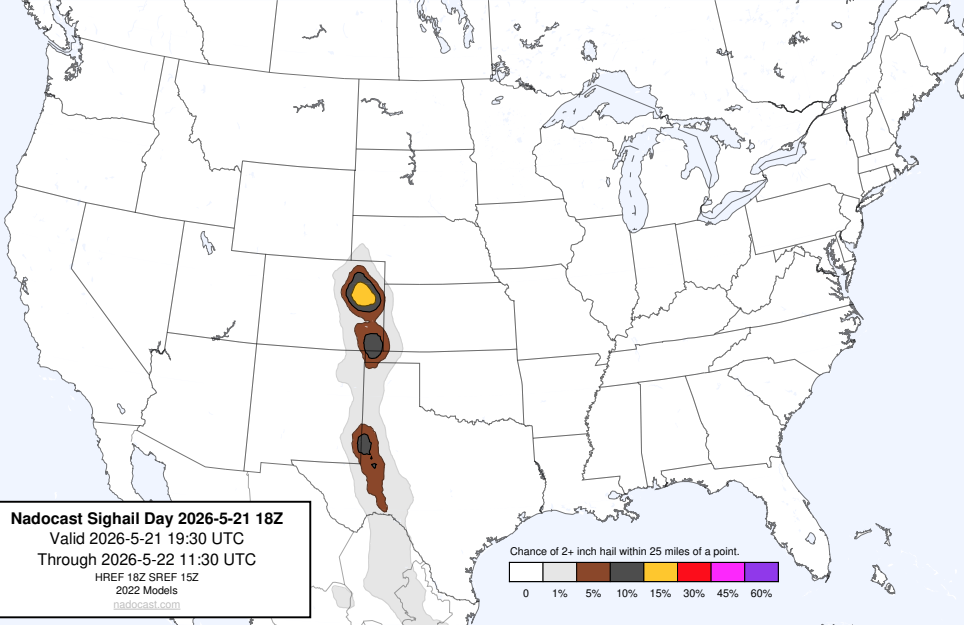 Nadocast Sighail Day 2026-5-21 18Z
Valid 2026-5-21 19:30 UTC
Through 2026-5-22 11:30 UTC
HREF 18Z SREF 15Z
2022 Models
nadocast.com
Chance of 2+ inch hail within 25 miles of a point.
0 1% 5% 10% 15% 30% 45% 60%